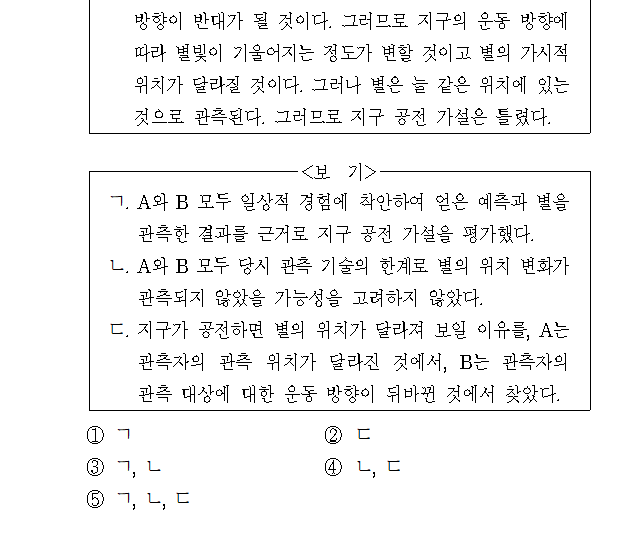 방향이 반대가 될 것이다. 그러므로 지구의 운동 방향에
따라 별빛이 기울어지는 정도가 변할 것이고 별의 가시적
위치가 달라질 것이다. 그러나 별은 늘 같은 위치에 있는
것으로 관측된다. 그러므로 지구 공전 가설은 틀렸다.
<보 기>
ㄱ. A와 B 모두 일상적 경험에 착안하여 얻은 예측과 별을
관측한 결과를 근거로 지구 공전 가설을 평가했다.
ㄴ. A와 B 모두 당시 관측 기술의 한계로 별의 위치 변화가
관측되지 않았을 가능성을 고려하지 않았다.
ㄷ. 지구가 공전하면 별의 위치가 달라져 보일 이유를, A는
관측자의 관측 위치가 달라진 것에서, B는 관측자의
관측 대상에 대한 운동 방향이 뒤바뀐 것에서 찾았다.
① ㄱ ② ㄷ
③ ㄱ, ㄴ ④ ㄴ, ㄷ
⑤ ㄱ, ㄴ, ㄷ